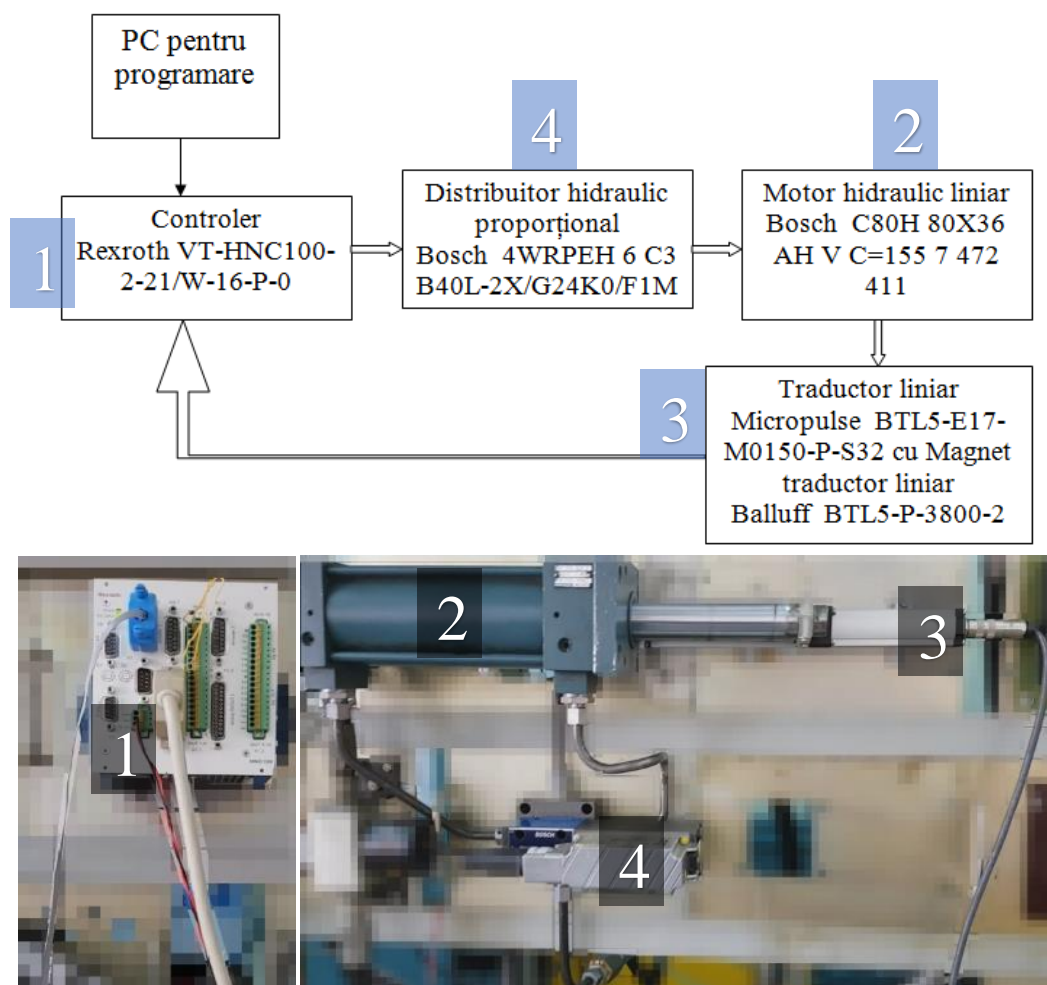 PC pentru
programare
4
2
1
Controler
Rexroth VT-HNC100-
2-21/W-16-P-0
Distribuitor hidraulic
proporțional
Bosch 4WRPEH 6 C3
B40L-2X/G24K0/F1M
Motor hidraulic liniar
Bosch C80H 80X36
AH V C=155 7 472
411
3
Traductor liniar
Micropulse BTL5-E17-
M0150-P-S32 cu Magnet
traductor liniar
Balluff BTL5-P-3800-2
1
2
3
BOSCH
4